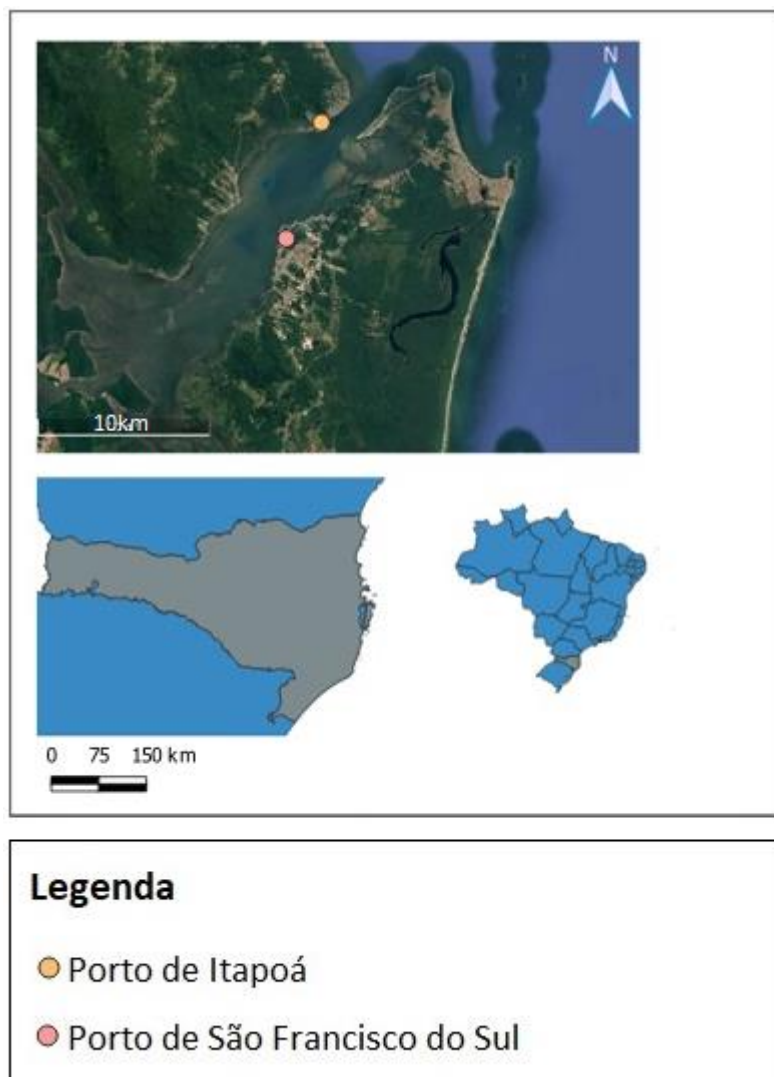 N
10km
0 75 150 km
Legenda
Porto de Itapoá
Porto de São Francisco do Sul